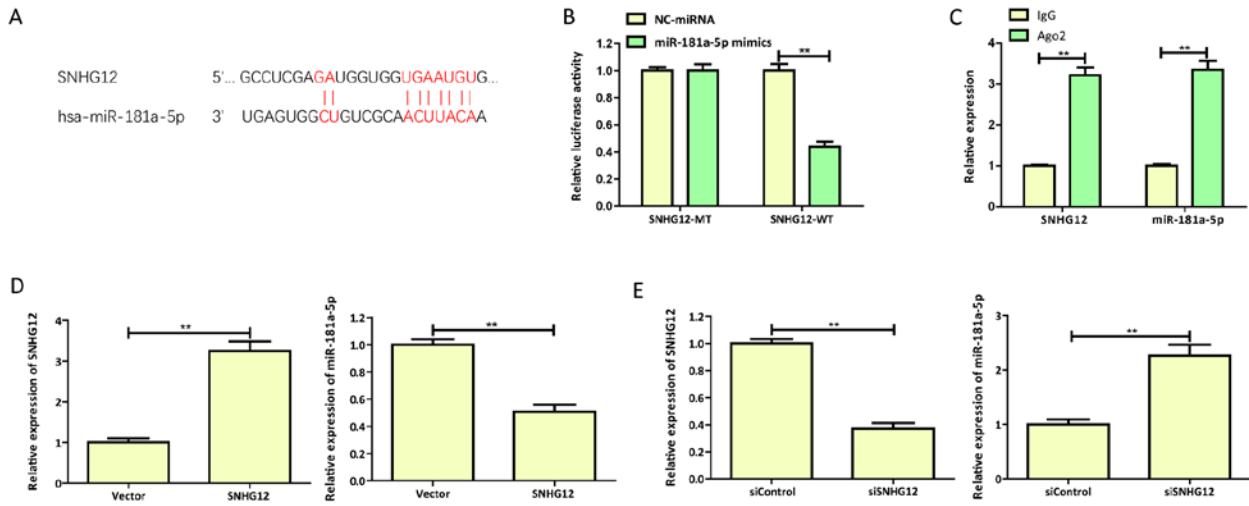 A
SNHG12 5'... GCCUCGAGAUGGUGGUGAAUGUG...
hsa-miR-181a-5p 3' UGAGUGGCUGUCGCAACUUACAA
B
NC-miRNA
miR-181a-5p mimics
Relative luciferase activity
1.2
1.0
0.8
0.6
0.4
0.2
0.0
**
SNHG12-MT SNHG12-WT
C
IgG
Ago2
Relative expression
4
3
2
1
0
** **
SNHG12 miR-181a-5p
D
Relative expression of SNHG12
4
3
2
1
0
**
Vector SNHG12
Relative expression of miR-181a-5p
1.2
1.0
0.8
0.6
0.4
0.2
0.0
**
Vector SNHG12
E
Relative expression of SNHG12
1.2
1.0
0.8
0.6
0.4
0.2
0.0
**
siControl siSNHG12
Relative expression of miR-181a-5p
3
2
1
0
**
siControl siSNHG12